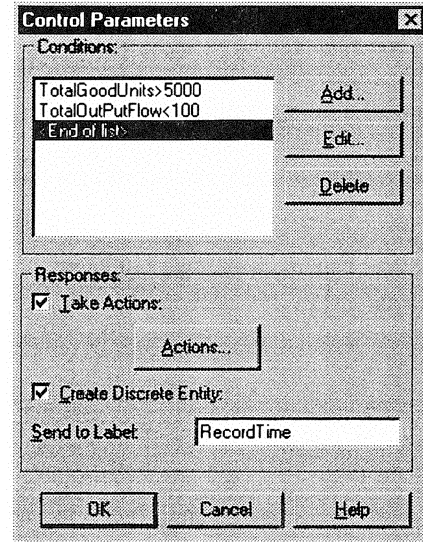 Control Parameters
Conditions:
TotalGoodUnits>5000
TotalOutPutFlow<100
<End of list>
Add...
Edit...
Delete
Responses:
Take Actions:
Actions...
Create Discrete Entity:
Send to Label:
RecordTime
OK
Cancel
Help